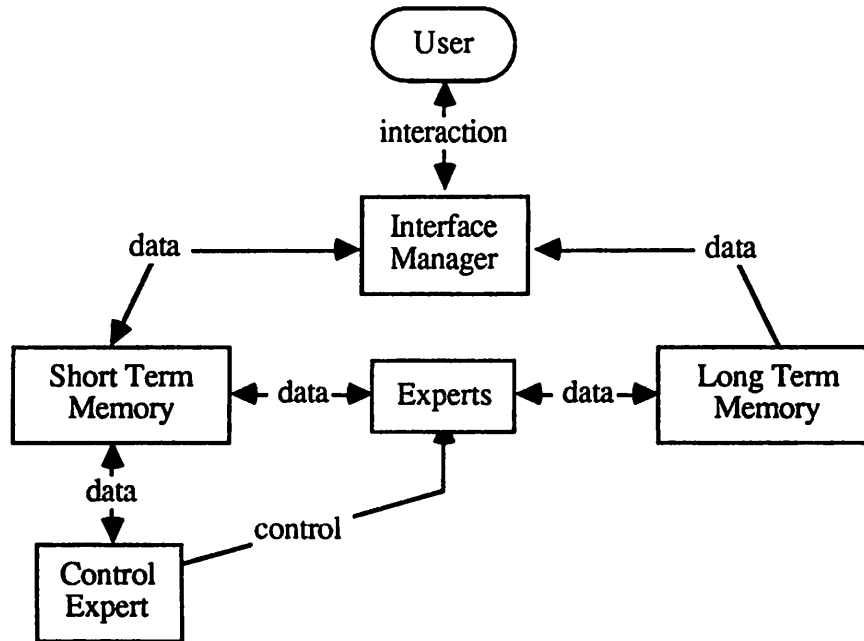 User
interaction
Interface
Manager
data
data
Short Term
Memory
data
Experts
data
Long Term
Memory
data
control
Control
Expert